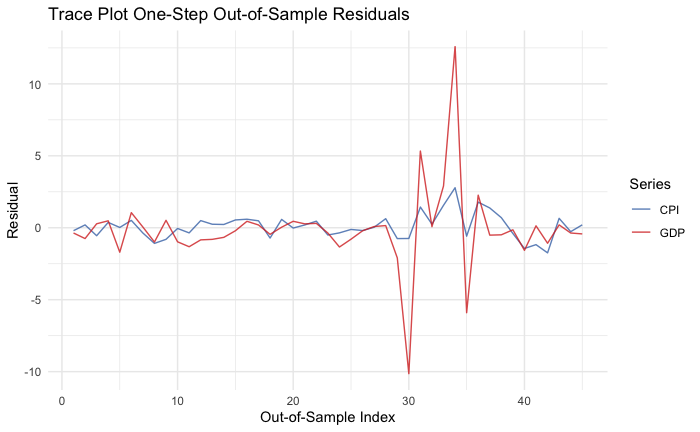 Trace Plot One-Step Out-of-Sample Residuals
10
5
0
-5
-10
Residual
0 10 20 30 40
Out-of-Sample Index
Series
CPI
GDP